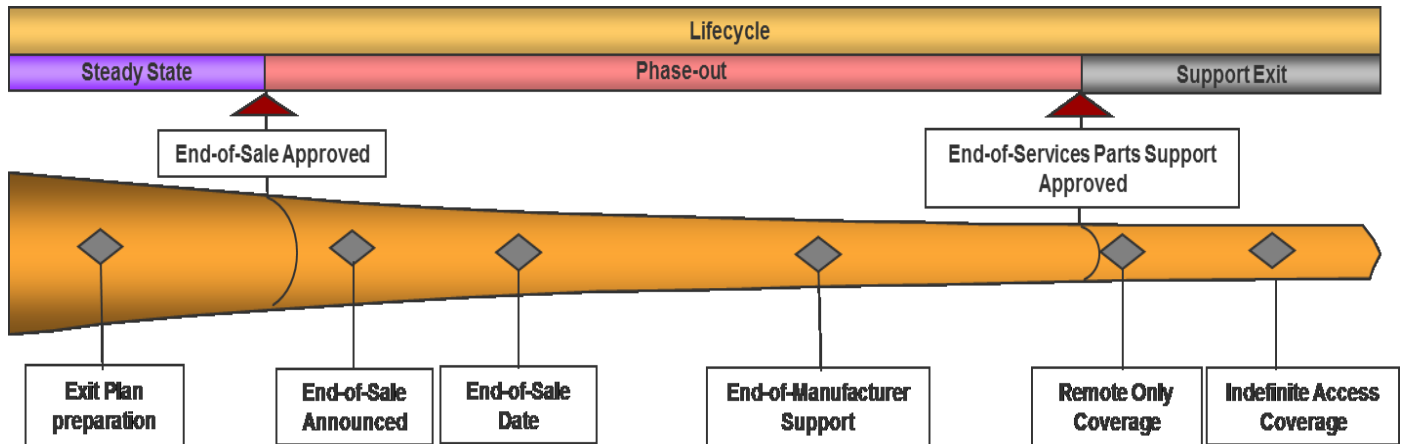 Lifecycle
Steady State
Phase-out
Support Exit
End-of-Sale Approved
End-of-Services Parts Support
Approved
Exit Plan
preparation
End-of-Sale
Announced
End-of-Sale
Date
End-of-Manufacturer
Support
Remote Only
Coverage
Indefinite Access
Coverage